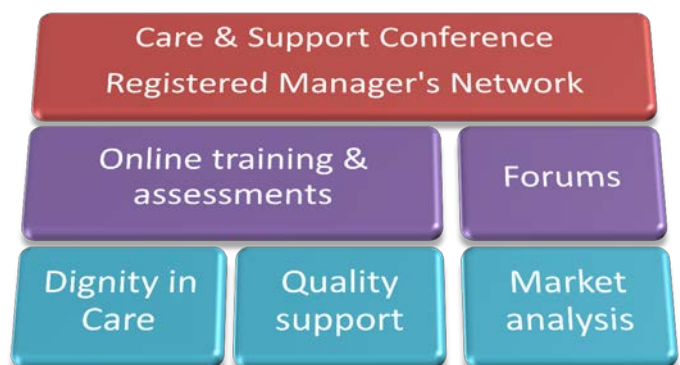 Care & Support Conference
Registered Manager's Network
Online training &
assessments
Forums
Dignity in
Care
Quality
support
Market
analysis